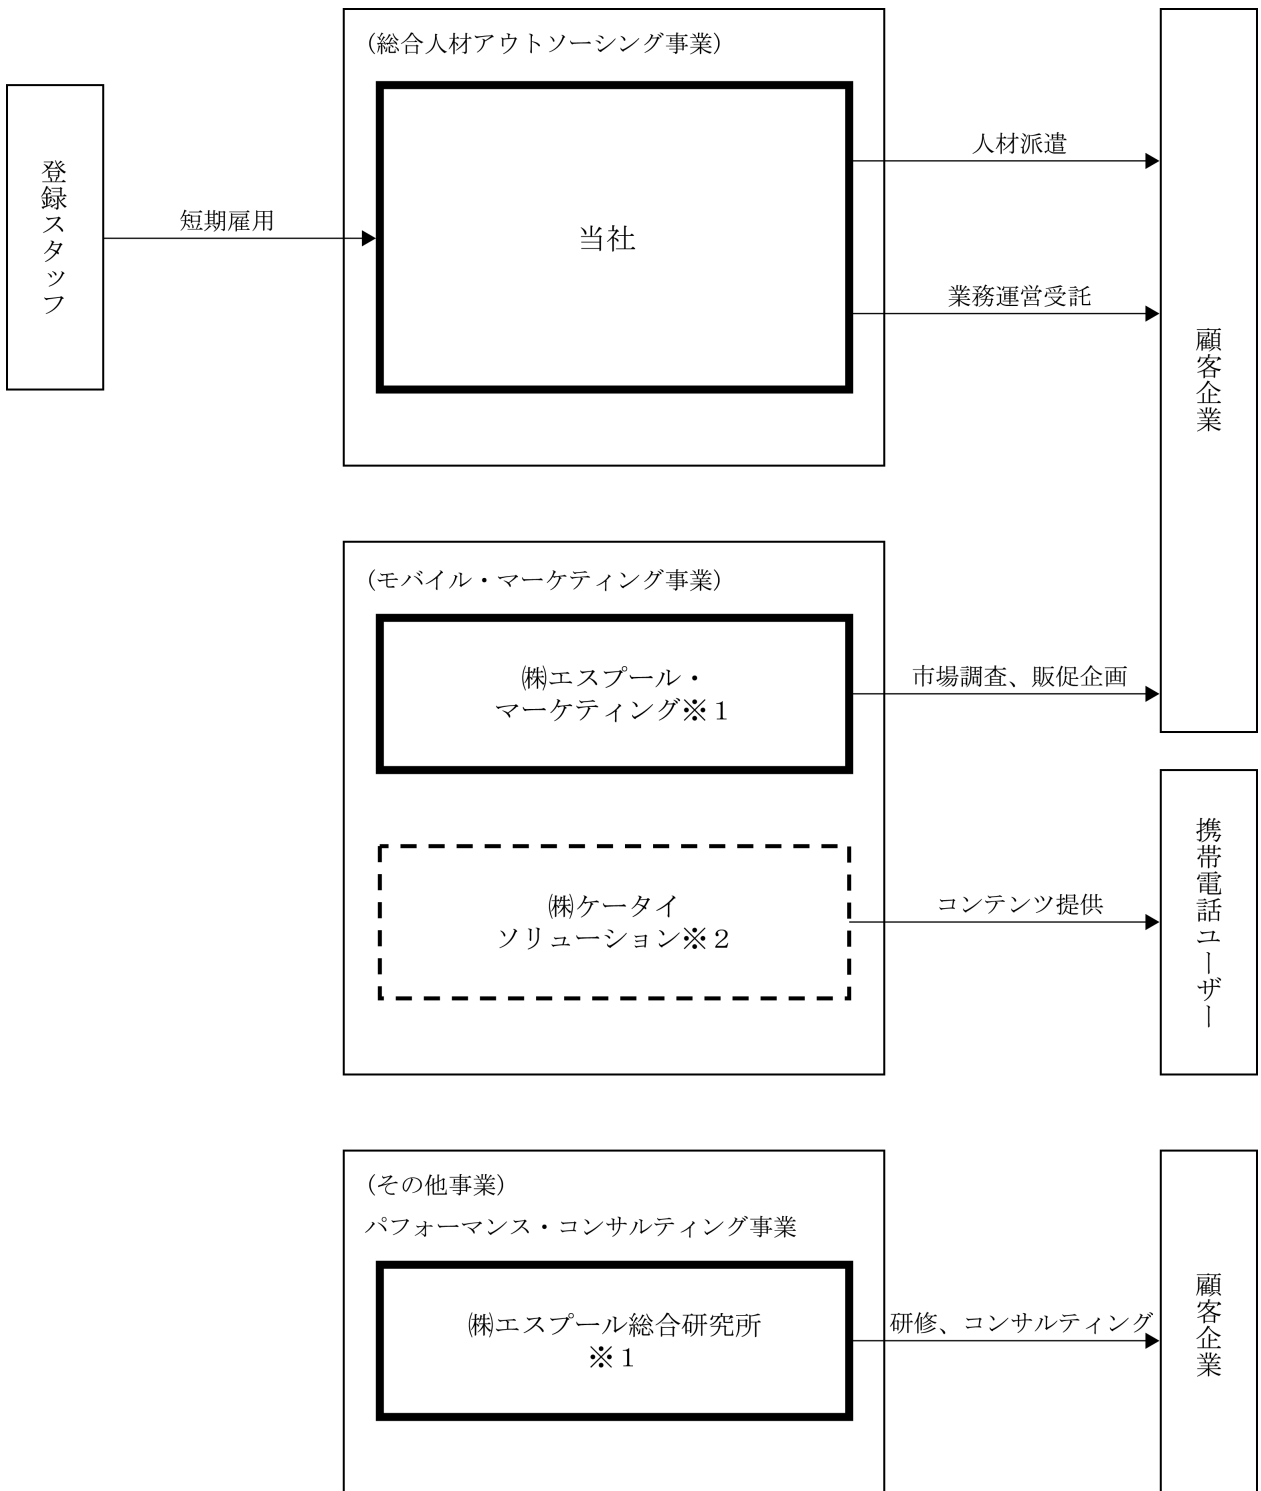 (総合人材アウトソーシング事業)
登録スタッフ
短期雇用
当社
人材派遣
業務運営受託
顧客企業
(モバイル・マーケティング事業)
㈱エスプール・
マーケティング※１
市場調査、販促企画
㈱ケータイ
ソリューション※２
コンテンツ提供
携帯電話ユーザー
(その他事業)
パフォーマンス・コンサルティング事業
㈱エスプール総合研究所
※１
研修、コンサルティング
顧客企業